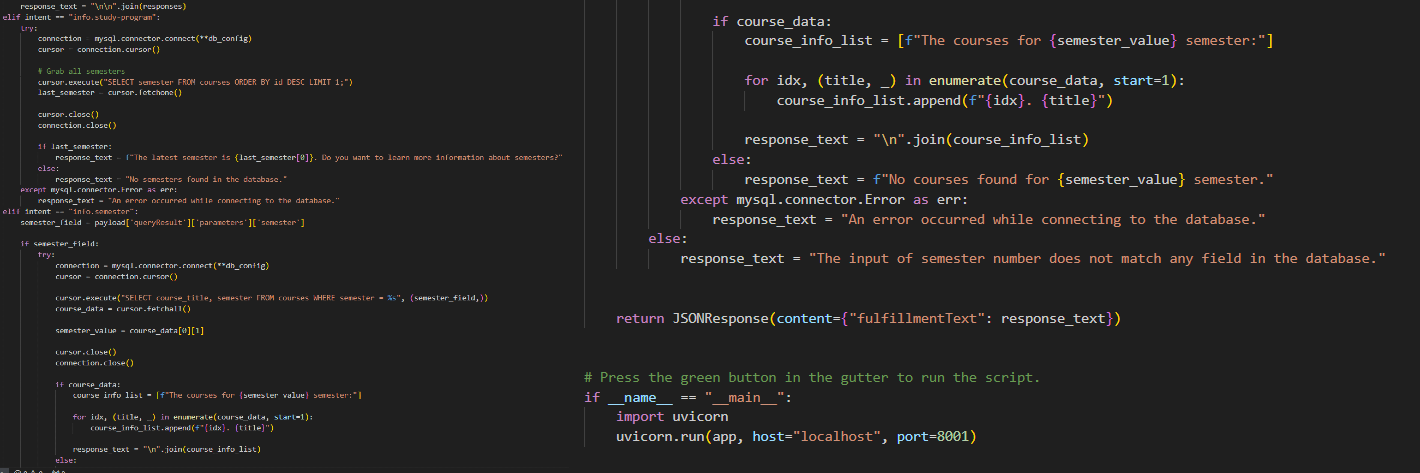 response_text = "\n\n".join(responses)
elif intent == "info.study-program":
try:
connection = mysql.connector.connect(**db_config)
cursor = connection.cursor()
# Grab all semesters
cursor.execute("SELECT semester FROM courses ORDER BY id DESC LIMIT 1;")
last_semester = cursor.fetchone()
cursor.close()
connection.close()
if last_semester:
response_text = f"The latest semester is {last_semester[0]}. Do you want to learn more information about semesters?"
else:
response_text = "No semesters found in the database."
except mysql.connector.Error as err:
response_text = "An error occurred while connecting to the database."
elif intent == "info.semester":
semester_field = payload['queryResult']['parameters']['semester']
if semester_field:
try:
connection = mysql.connector.connect(**db_config)
cursor = connection.cursor()
cursor.execute("SELECT course_title, semester FROM courses WHERE semester = %s", (semester_field,))
course_data = cursor.fetchall()
semester_value = course_data[0][1]
cursor.close()
connection.close()
if course_data:
course_info_list = [f"The courses for {semester_value} semester:"]
for idx, (title, _) in enumerate(course_data, start=1):
course_info_list.append(f"{idx}. {title}")
response_text = "\n".join(course_info_list)
else:
if course_data:
course_info_list = [f"The courses for {semester_value} semester:"]
for idx, (title, _) in enumerate(course_data, start=1):
course_info_list.append(f"{idx}. {title}")
response_text = "\n".join(course_info_list)
else:
response_text = f"No courses found for {semester_value} semester."
except mysql.connector.Error as err:
response_text = "An error occurred while connecting to the database."
else:
response_text = "The input of semester number does not match any field in the database."
return JSONResponse(content={"fulfillmentText": response_text})
# Press the green button in the gutter to run the script.
if __name__ == "__main__":
import uvicorn
uvicorn.run(app, host="localhost", port=8001)